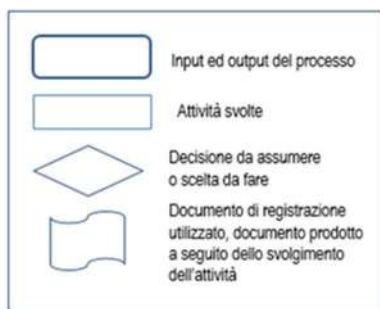 Input ed output del processo
Attività svolte
Decisione da assumere
o scelta da fare
Documento di registrazione
utilizzato, documento prodotto
a seguito dello svolgimento
dell'attività